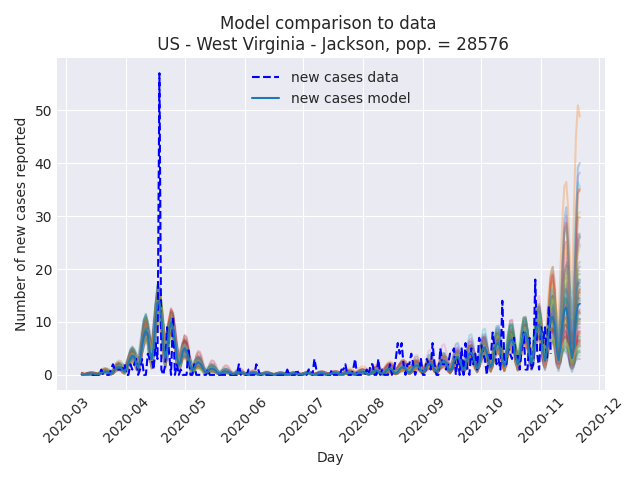 Model comparison to data
US - West Virginia - Jackson, pop. = 28576
new cases data
new cases model
Number of new cases reported
50
40
30
20
10
0
2020-03
2020-04
2020-05
2020-06
2020-07
2020-08
2020-09
2020-10
2020-11
2020-12
Day